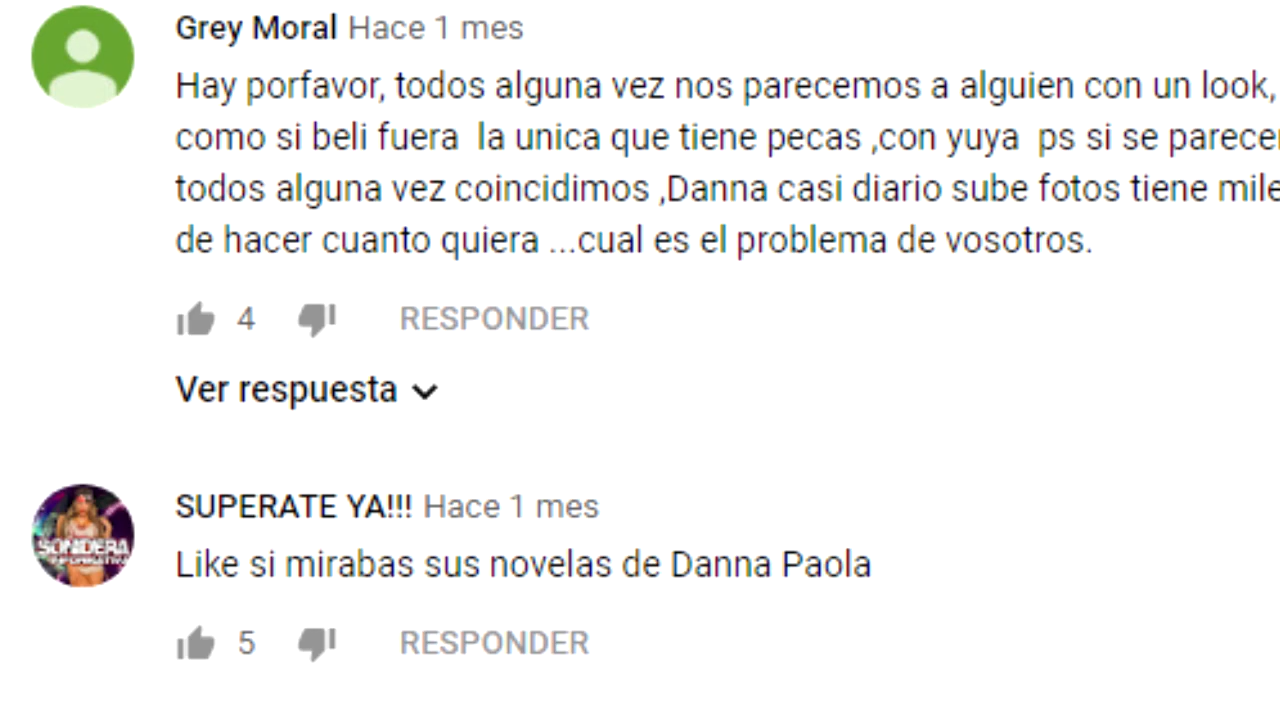 Grey Moral Hace 1 mes
Hay porfavor, todos alguna vez nos parecemos a alguien con un look,
como si beli fuera la unica que tiene pecas ,con yuya ps si se parecen
todos alguna vez coincidimos ,Danna casi diario sube fotos tiene mile
de hacer cuanto quiera ...cual es el problema de vosotros.
4 RESPONDER
Ver respuesta
SUPERATE YA!!! Hace 1 mes
SONIDERA
Like si mirabas sus novelas de Danna Paola
5 RESPONDER